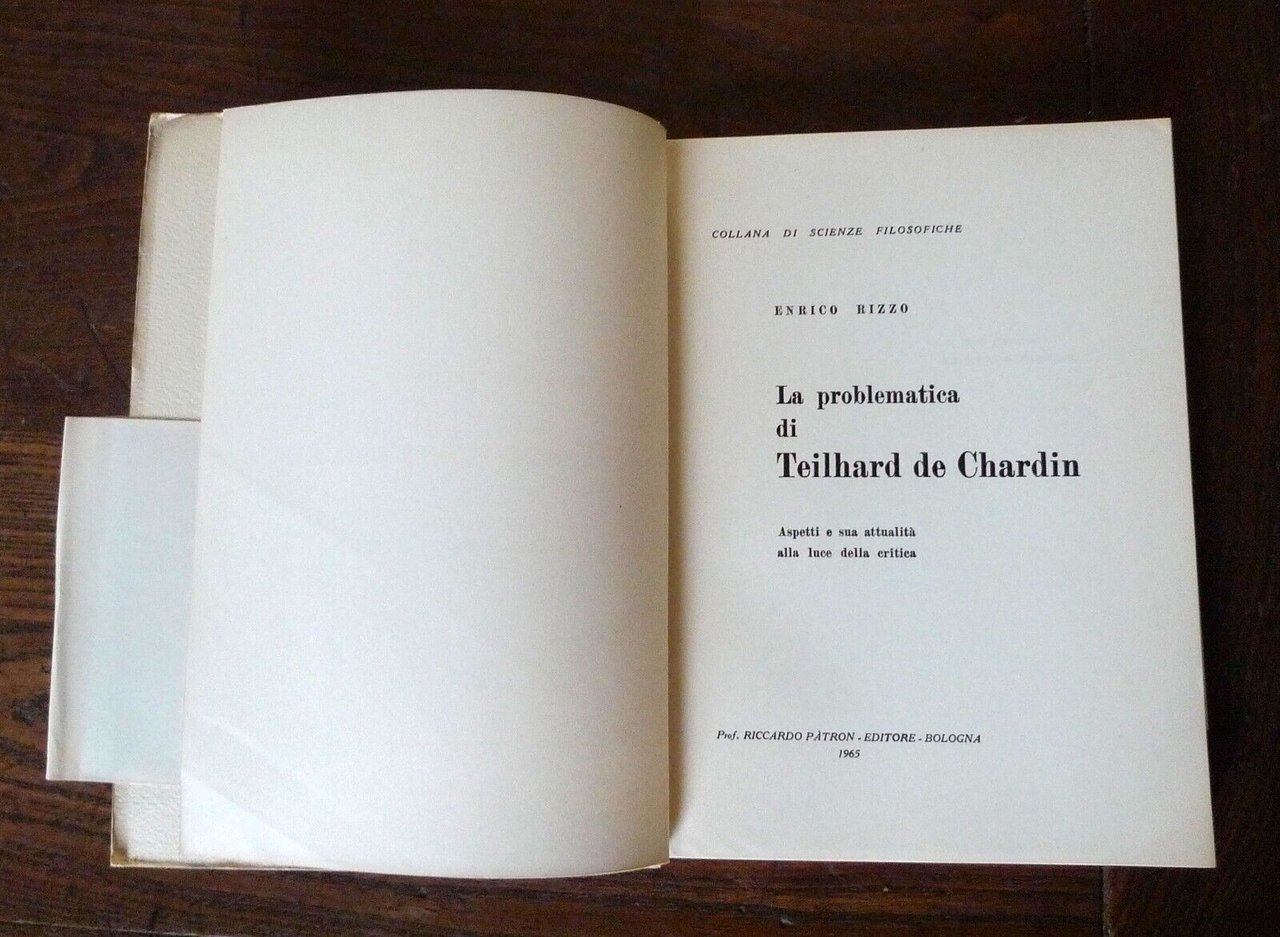 COLLANA DI SCIENZE FILOSOFICHE
ENRICO RIZZO
La problematica
di
Teilhard de Chardin
Aspetti e sua attualità
alla luce della critica
Prof. RICCARDO PÀTRON - EDITORE - BOLOGNA
1965